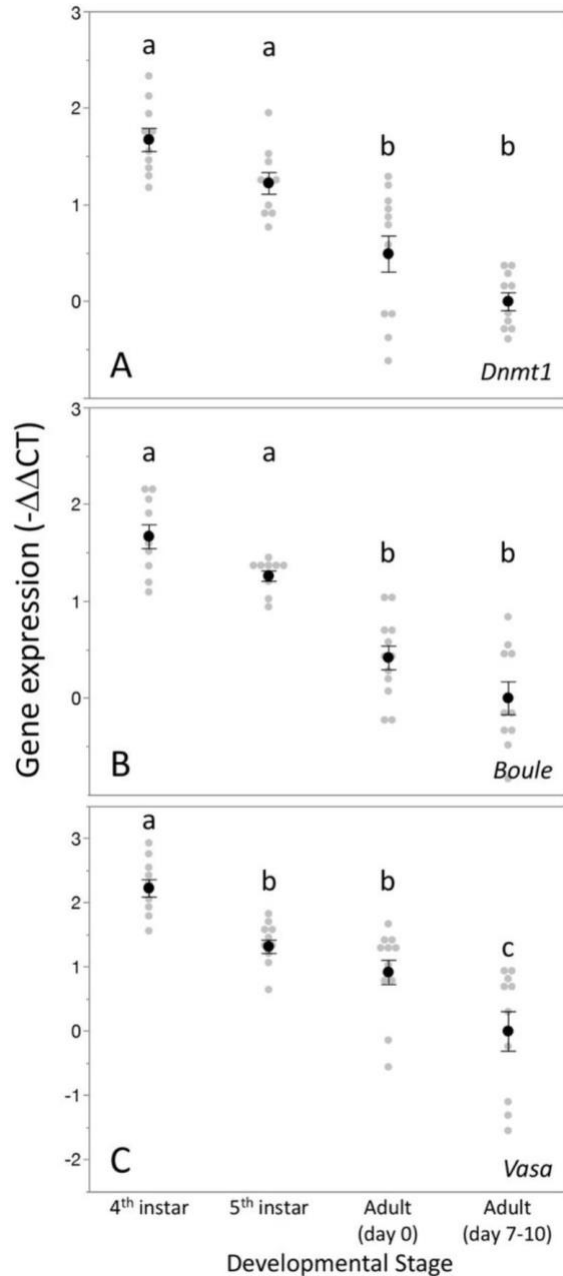 Gene expression (-ΔΔCT)
3
a
a
2
b
b
1
0
A
Dnmt1
3
a
a
2
b
b
1
0
B
Boule
a
3
b
b
2
c
1
0
-1
-2
C
Vasa
4th instar 5th instar Adult Adult
(day 0) (day 7-10)
Developmental Stage